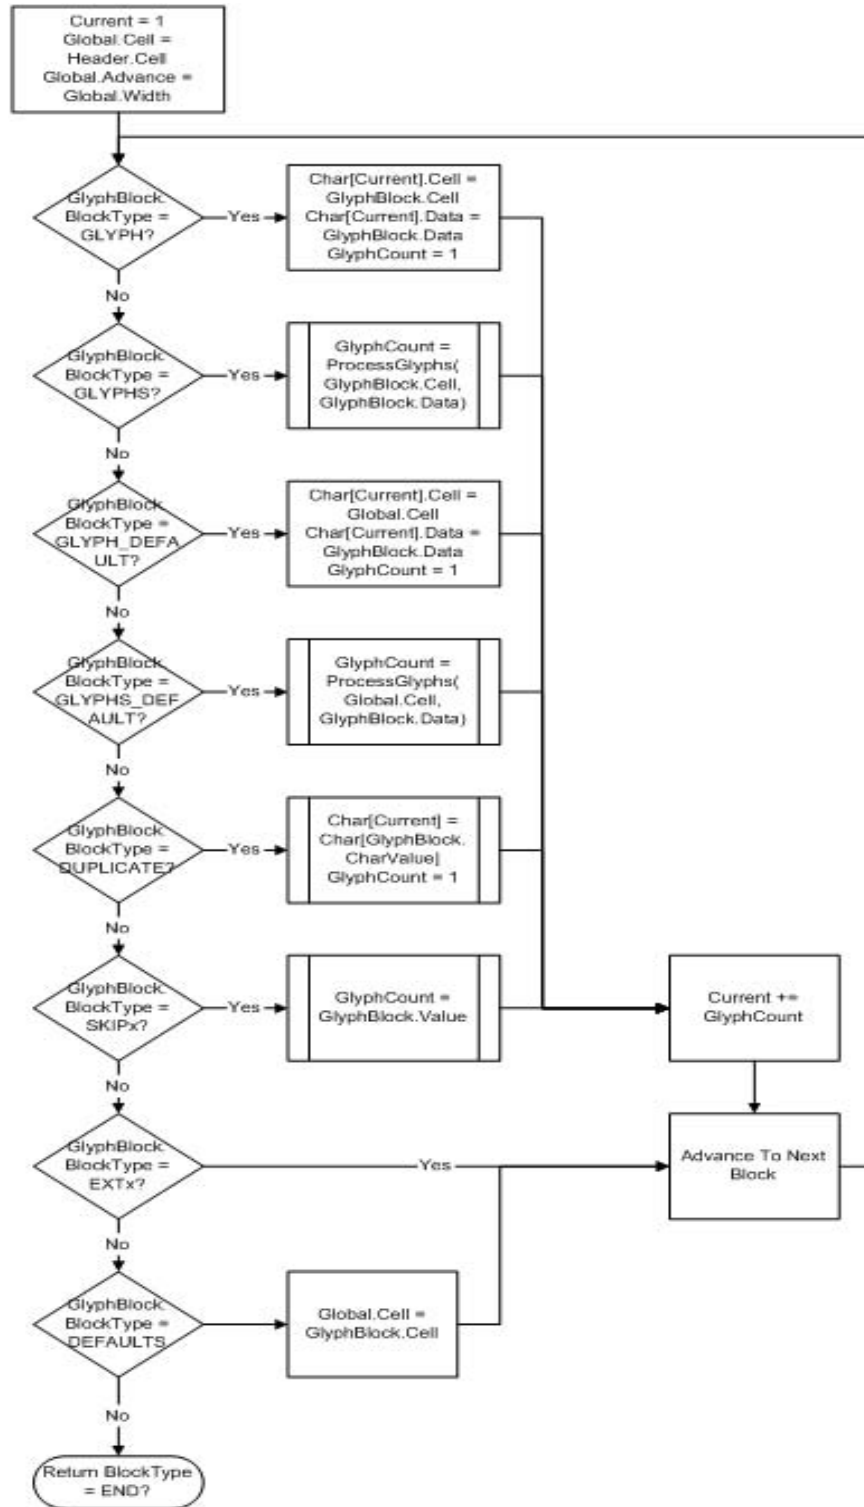 Current = 1
Global.Cell =
Header.Cell
Global.Advance =
Global.Width
GlyphBlock.
BlockType =
GLYPH?
Yes
Char[Current].Cell =
GlyphBlock.Cell
Char[Current].Data =
GlyphBlock.Data
GlyphCount = 1
No
GlyphBlock.
BlockType =
GLYPHS?
Yes
GlyphCount =
ProcessGlyphs(
GlyphBlock.Cell,
GlyphBlock.Data)
No
GlyphBlock.
BlockType =
GLYPH_DEFA
ULT?
Yes
Char[Current].Cell =
Global.Cell
Char[Current].Data =
GlyphBlock.Data
GlyphCount = 1
No
GlyphBlock.
BlockType =
GLYPHS_DEF
AULT?
Yes
GlyphCount =
ProcessGlyphs(
Global.Cell,
GlyphBlock.Data)
No
GlyphBlock.
BlockType =
DUPLICATE?
Yes
Char[Current] =
Char[GlyphBlock.
CharValue]
GlyphCount = 1
No
GlyphBlock.
BlockType =
SKIPx?
Yes
GlyphCount =
GlyphBlock.Value
Current +=
GlyphCount
No
GlyphBlock.
BlockType =
EXTx?
Yes
Advance To Next
Block
No
GlyphBlock.
BlockType =
DEFAULTS
Global.Cell =
GlyphBlock.Cell
No
Return BlockType
= END?